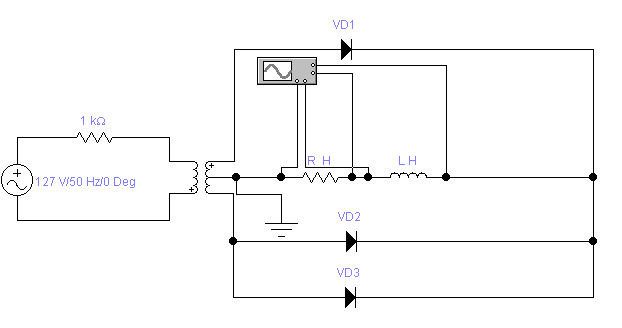 VD1
1 kΩ
R H
L H
127 V/50 Hz/0 Deg
VD2
VD3